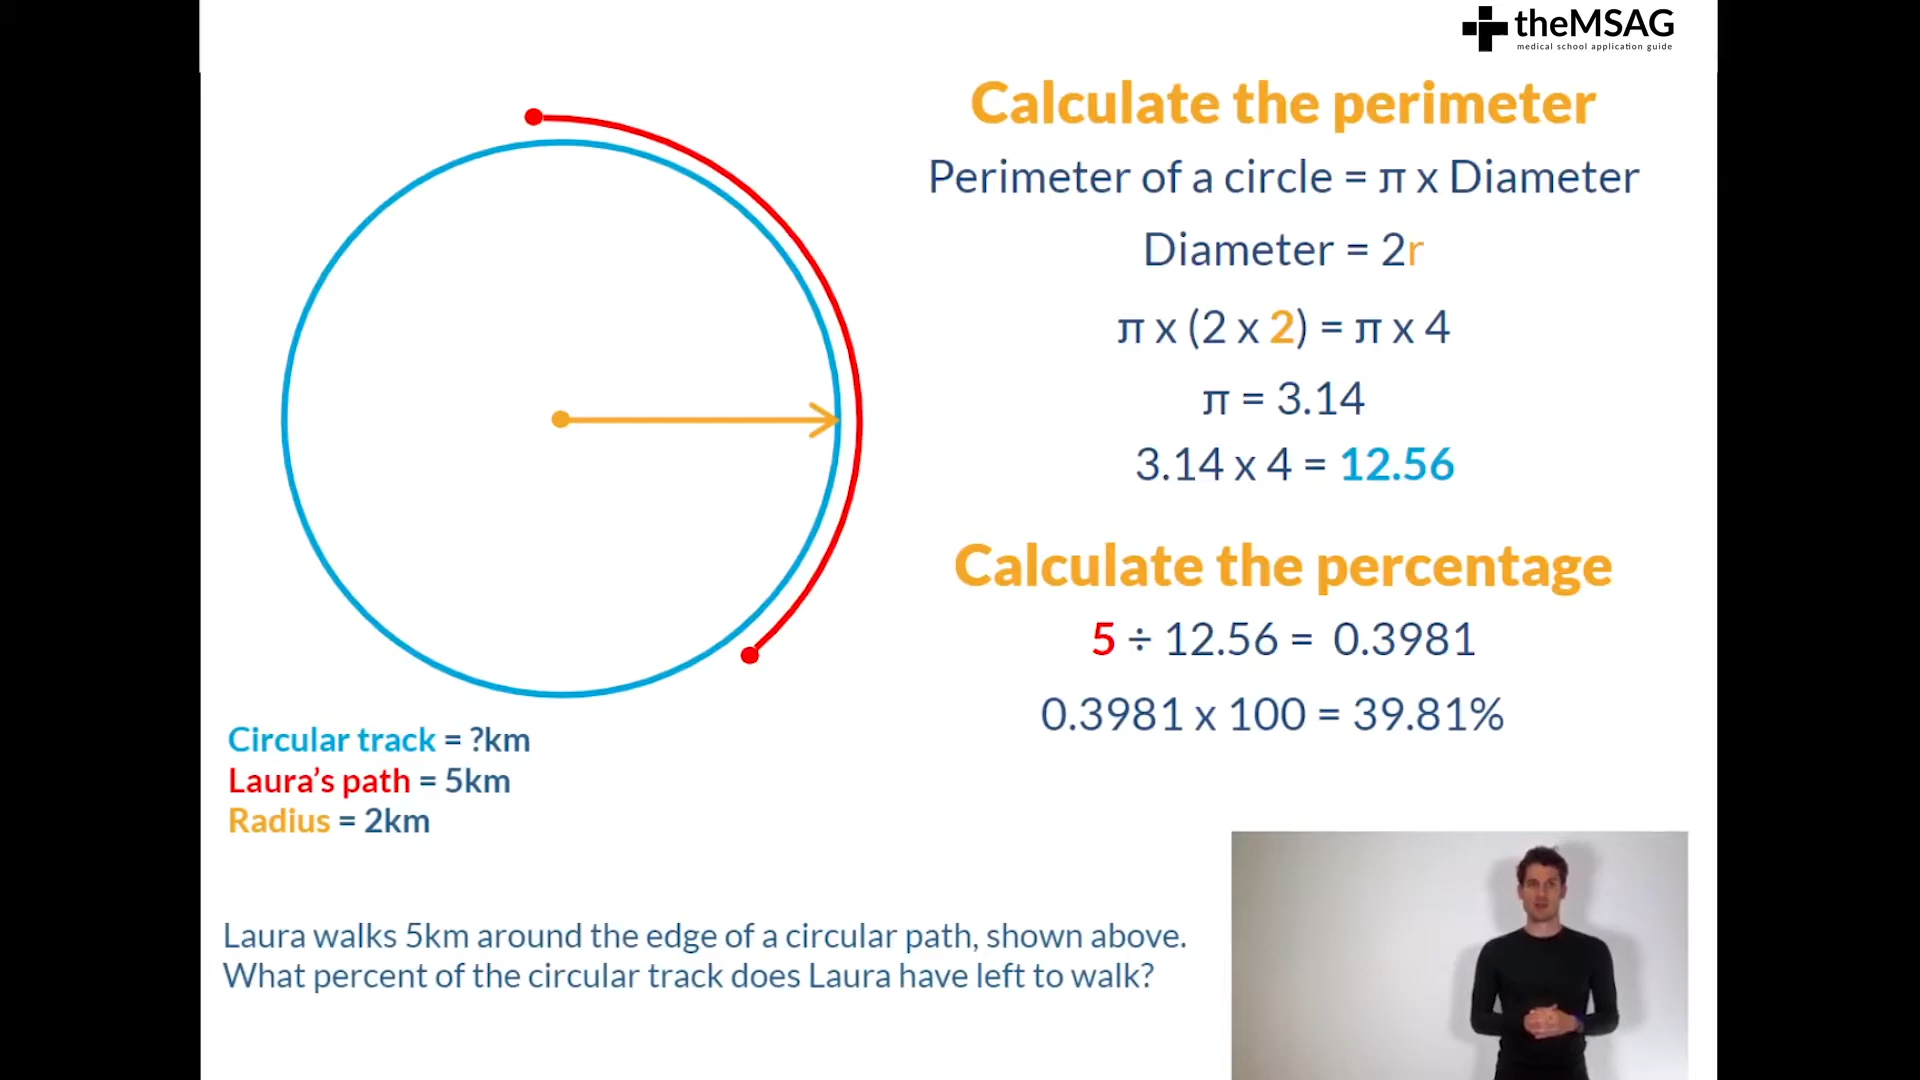 theMSAG
medical school application guide
Calculate the perimeter
Perimeter of a circle = π x Diameter
Diameter = 2r
π x (2 x 2) = π x 4
π = 3.14
3.14 x 4 = 12.56
Calculate the percentage
5 ÷ 12.56 = 0.3981
0.3981 x 100 = 39.81%
Circular track = ?km
Laura’s path = 5km
Radius = 2km
Laura walks 5km around the edge of a circular path, shown above.
What percent of the circular track does Laura have left to walk?